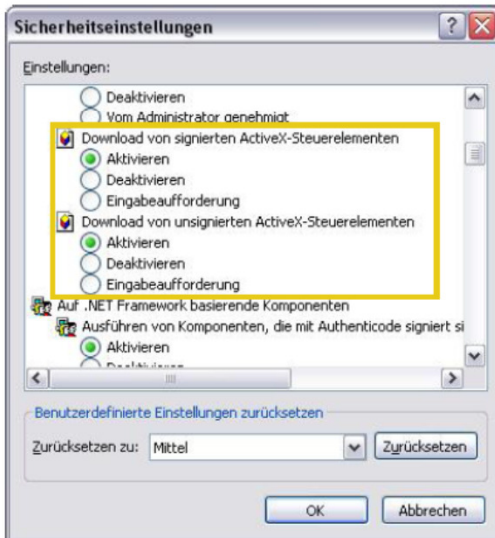 Sicherheitseinstellungen
Einstellungen:
Deaktivieren
Vom Administrator genehmigt
Download von signierten ActiveX-Steuerelementen
Aktivieren
Deaktivieren
Eingabeaufforderung
Download von unsignierten ActiveX-Steuerelementen
Aktivieren
Deaktivieren
Eingabeaufforderung
Auf .NET Framework basierende Komponenten
Ausführen von Komponenten, die mit Authenticode signiert si
Aktivieren
Benutzerdefinierte Einstellungen zurücksetzen
Zurücksetzen zu: Mittel Zurücksetzen
OK Abbrechen